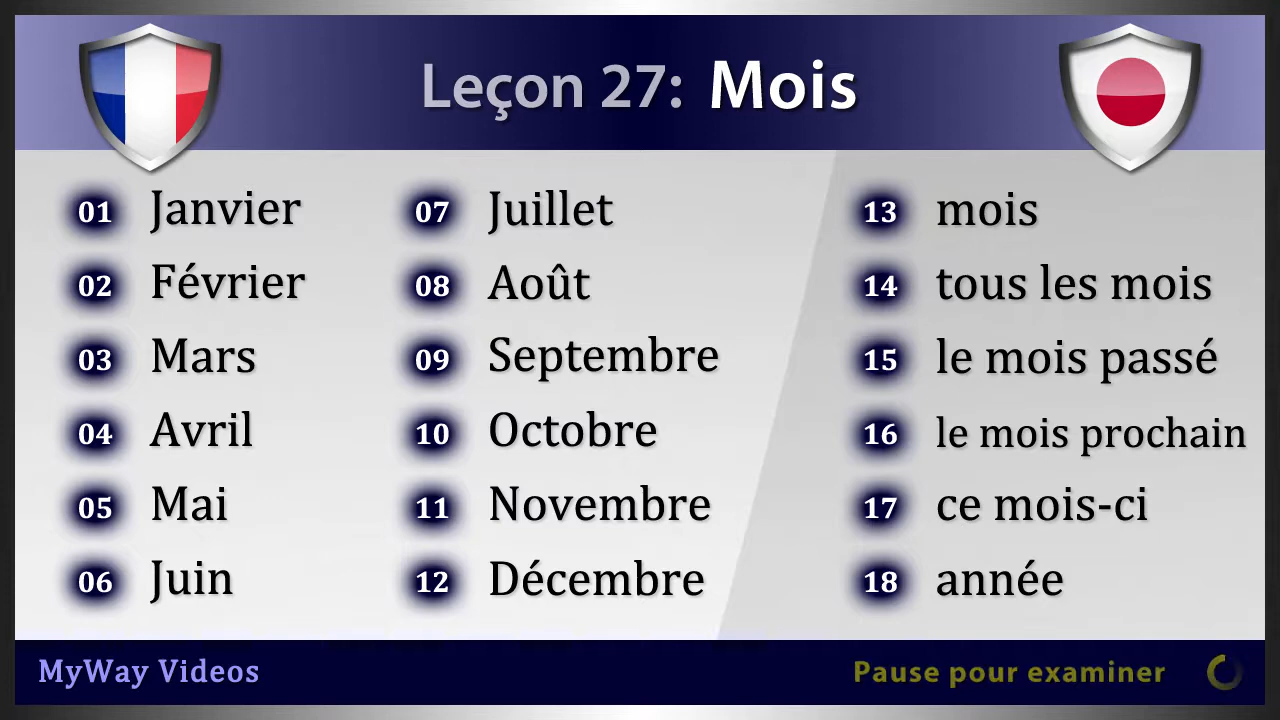 Leçon 27: Mois
01 Janvier
02 Février
03 Mars
04 Avril
05 Mai
06 Juin
07 Juillet
08 Août
09 Septembre
10 Octobre
11 Novembre
12 Décembre
13 mois
14 tous les mois
15 le mois passé
16 le mois prochain
17 ce mois-ci
18 année
MyWay Videos
Pause pour examiner